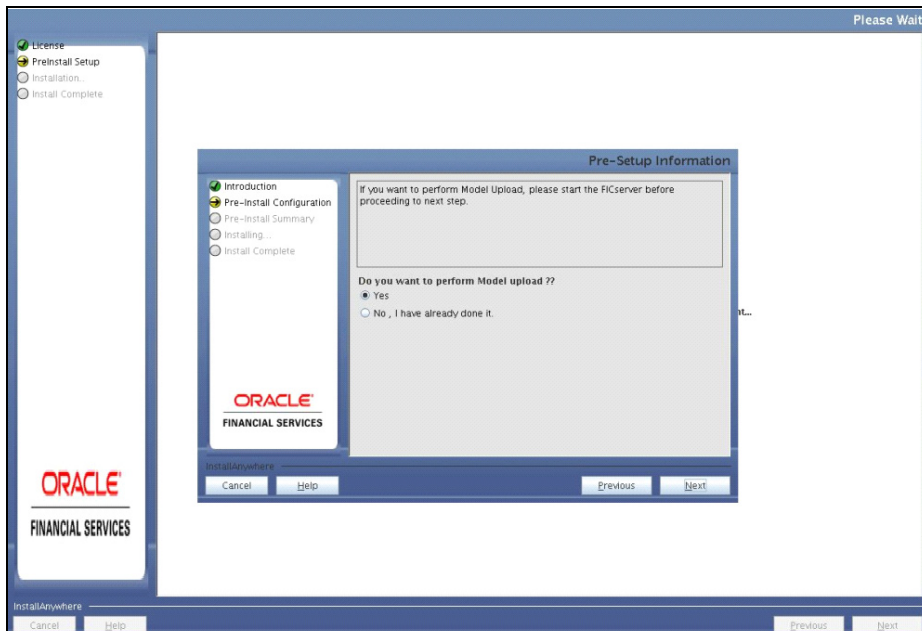 Please Wait
License
PreInstall Setup
Installation..
Install Complete
Pre-Setup Information
Introduction
Pre-Install Configuration
Pre-Install Summary
Installing...
Install Complete
If you want to perform Model Upload, please start the FICserver before
proceeding to next step.
Do you want to perform Model upload ??
Yes
No , I have already done it.
nt...
ORACLE
FINANCIAL SERVICES
InstallAnywhere
Cancel Help Previous Next
ORACLE
FINANCIAL SERVICES
InstallAnywhere
Cancel Help Previous Next